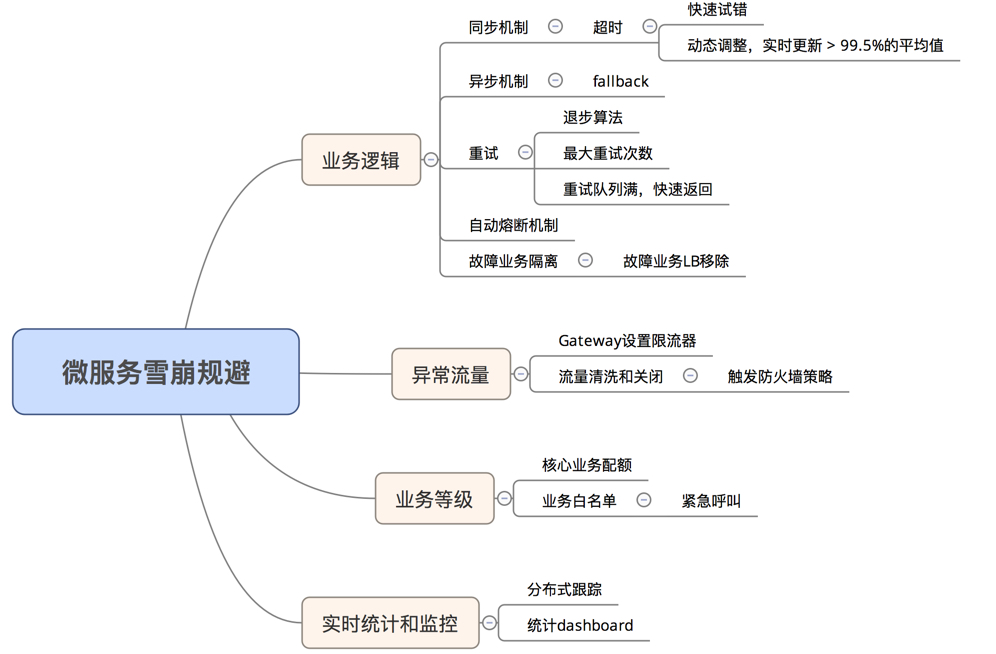 微服务雪崩规避
业务逻辑
同步机制
超时
快速试错
动态调整，实时更新 > 99.5%的平均值
异步机制
fallback
重试
退步算法
最大重试次数
重试队列满，快速返回
自动熔断机制
故障业务隔离
故障业务LB移除
异常流量
Gateway设置限流器
流量清洗和关闭
触发防火墙策略
业务等级
核心业务配额
业务白名单
紧急呼叫
实时统计和监控
分布式跟踪
统计dashboard